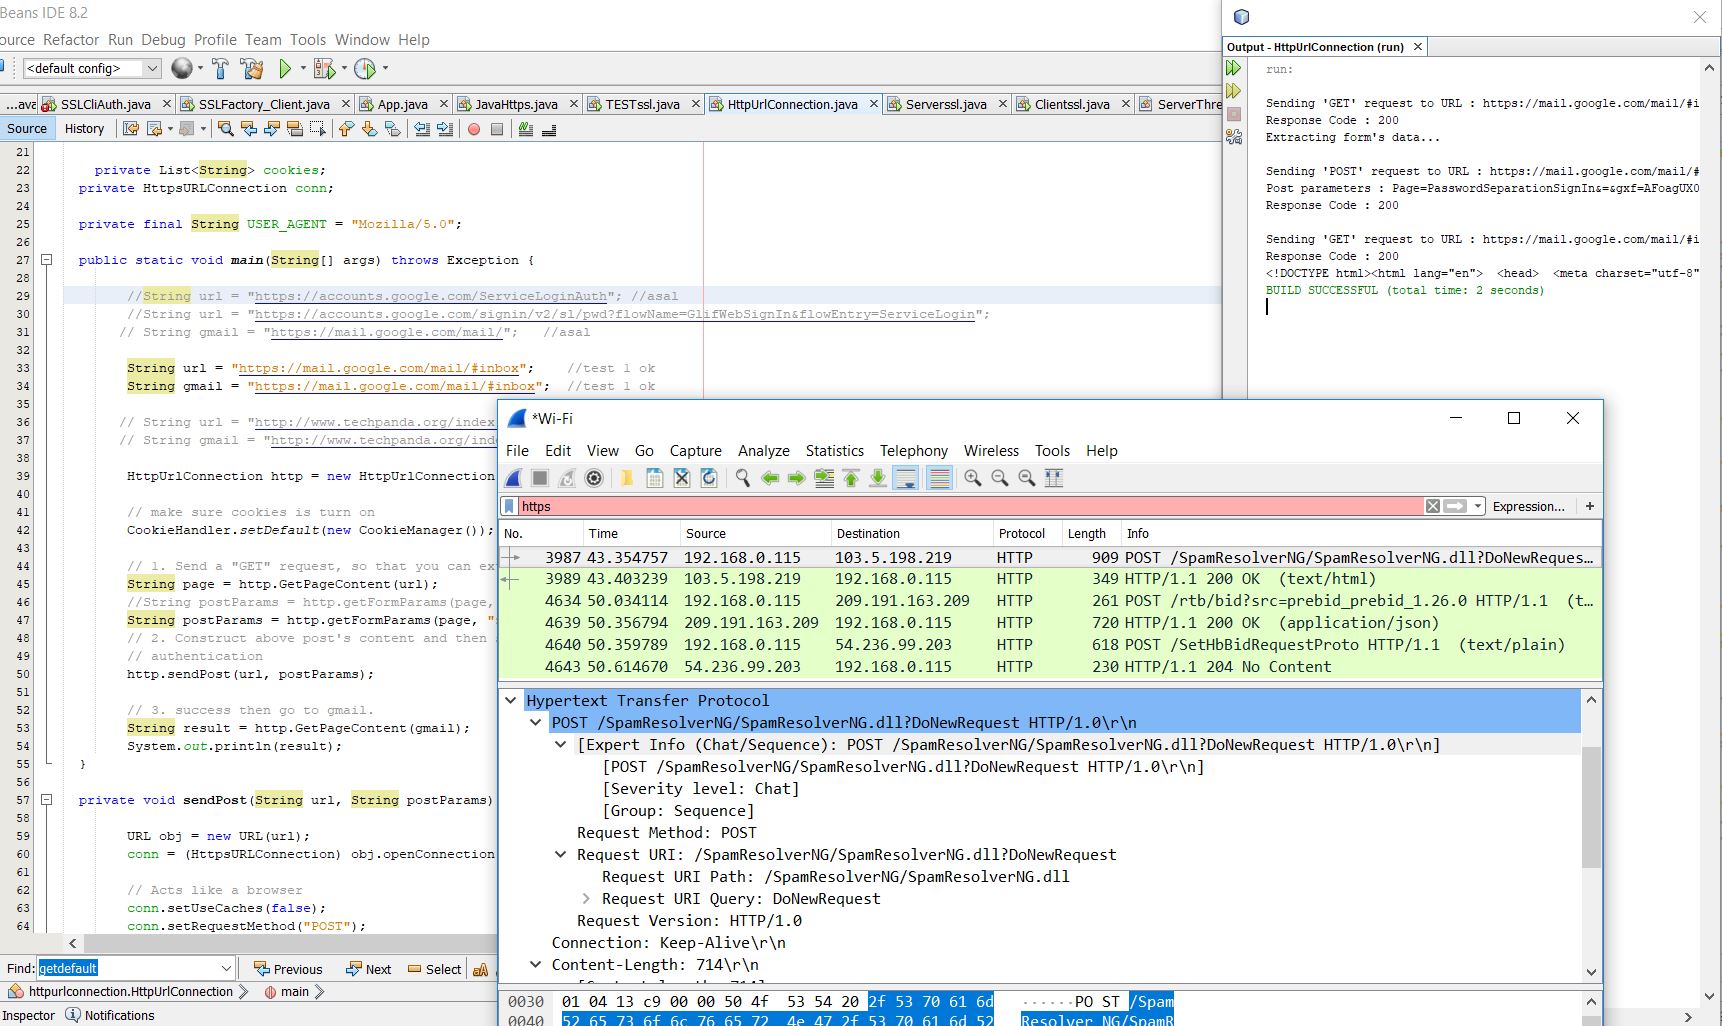 Beans IDE 8.2
ource Refactor Run Debug Profile Team Tools Window Help
<default config>
...ava SSLCliAuth.java SSLFactory_Client.java App.java JavaHttps.java TESTssl.java HttpUrlConnection.java Serverssl.java Clientssl.java ServerThre
Source History
21
22 private List<String> cookies;
23 private HttpsURLConnection conn;
24
25 private final String USER_AGENT = "Mozilla/5.0";
26
27 public static void main(String[] args) throws Exception {
28
29 //String url = "https://accounts.google.com/ServiceLoginAuth"; //asal
30 //String url = "https://accounts.google.com/signin/v2/sl/pwd?flowName=GlifWebSignIn&flowEntry=ServiceLogin";
31 // String gmail = "https://mail.google.com/mail/"; //asal
32
33 String url = "https://mail.google.com/mail/#inbox"; //test 1 ok
34 String gmail = "https://mail.google.com/mail/#inbox"; //test 1 ok
35
36 // String url = "http://www.techpanda.org/index
37 // String gmail = "http://www.techpanda.org/ind
38
39 HttpUrlConnection http = new HttpUrlConnection
40
41 // make sure cookies is turn on
42 CookieHandler.setDefault(new CookieManager());
43
44 // 1. Send a "GET" request, so that you can ex
45 String page = http.GetPageContent(url);
46 //String postParams = http.getFormParams(page,
47 String postParams = http.getFormParams(page, "
48 // 2. Construct above post's content and then
49 // authentication
50 http.sendPost(url, postParams);
51
52 // 3. success then go to gmail.
53 String result = http.GetPageContent(gmail);
54 System.out.println(result);
55 }
56
57 private void sendPost(String url, String postParams)
58
59 URL obj = new URL(url);
60 conn = (HttpsURLConnection) obj.openConnection
61
62 // Acts like a browser
63 conn.setUseCaches(false);
64 conn.setRequestMethod("POST");
Find: getdefault Previous Next Select aA
httpurlconnection.HttpUrlConnection main
Inspector Notifications
Output - HttpUrlConnection (run)
run:
Sending 'GET' request to URL : https://mail.google.com/mail/#i
Response Code : 200
Extracting form's data...
Sending 'POST' request to URL : https://mail.google.com/mail/#
Post parameters : Page=PasswordSeparationSignIn&=&gxf=AFoagUX0
Response Code : 200
Sending 'GET' request to URL : https://mail.google.com/mail/#i
Response Code : 200
<!DOCTYPE html><html lang="en"> <head> <meta charset="utf-8"
BUILD SUCCESSFUL (total time: 2 seconds)
*Wi-Fi
File Edit View Go Capture Analyze Statistics Telephony Wireless Tools Help
https Expression... +
No. Time Source Destination Protocol Length Info
3987 43.354757 192.168.0.115 103.5.198.219 HTTP 909 POST /SpamResolverNG/SpamResolverNG.dll?DoNewReques...
3989 43.403239 103.5.198.219 192.168.0.115 HTTP 349 HTTP/1.1 200 OK (text/html)
4634 50.034114 192.168.0.115 209.191.163.209 HTTP 261 POST /rtb/bid?src=prebid_prebid_1.26.0 HTTP/1.1 (t...
4639 50.356794 209.191.163.209 192.168.0.115 HTTP 720 HTTP/1.1 200 OK (application/json)
4640 50.359789 192.168.0.115 54.236.99.203 HTTP 618 POST /SetHbBidRequestProto HTTP/1.1 (text/plain)
4643 50.614670 54.236.99.203 192.168.0.115 HTTP 230 HTTP/1.1 204 No Content
Hypertext Transfer Protocol
POST /SpamResolverNG/SpamResolverNG.dll?DoNewRequest HTTP/1.0\r\n
[Expert Info (Chat/Sequence): POST /SpamResolverNG/SpamResolverNG.dll?DoNewRequest HTTP/1.0\r\n]
[POST /SpamResolverNG/SpamResolverNG.dll?DoNewRequest HTTP/1.0\r\n]
[Severity level: Chat]
[Group: Sequence]
Request Method: POST
Request URI: /SpamResolverNG/SpamResolverNG.dll?DoNewRequest
Request URI Path: /SpamResolverNG/SpamResolverNG.dll
Request URI Query: DoNewRequest
Request Version: HTTP/1.0
Connection: Keep-Alive\r\n
Content-Length: 714\r\n
0030 01 04 13 c9 00 00 50 4f 53 54 20 2f 53 70 61 6d ······PO ST /Spam
0040 52 65 73 6f 6c 76 65 72 4e 47 2f 53 70 61 6d 52 Resolver NG/SpamR